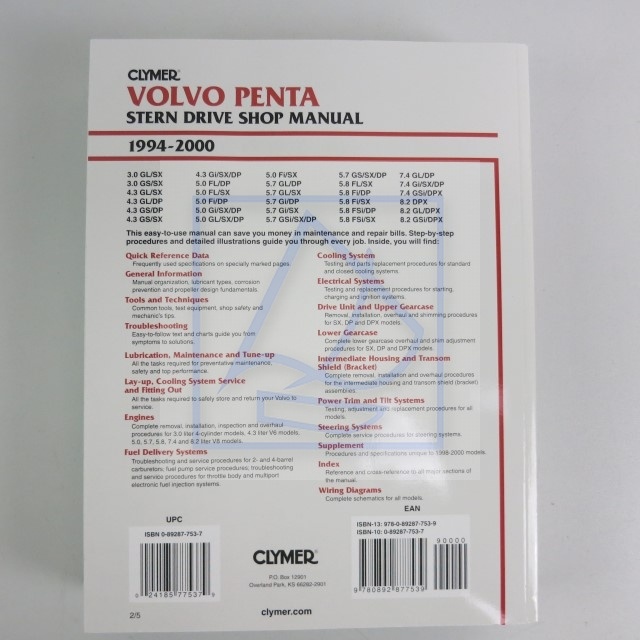 CLYMER®
VOLVO PENTA
STERN DRIVE SHOP MANUAL
1994-2000
3.0 GL/SX 4.3 Gi/SX/DP 5.0 Fi/SX 5.7 GS/SX/DP 7.4 GL/DP
3.0 GS/SX 5.0 FL/DP 5.7 GL/DP 5.8 FL/SX 7.4 Gi/SX/DP
4.3 GL/SX 5.0 FL/SX 5.7 GL/SX 5.8 Fi/DP 7.4 GSi/DPX
4.3 GL/DP 5.0 Fi/DP 5.7 Gi/DP 5.8 Fi/SX 8.2 DPX
4.3 GS/DP 5.0 Gi/SX/DP 5.7 Gi/SX 5.8 FSi/DP 8.2 GL/DPX
4.3 GS/SX 5.0 GL/SX/DP 5.7 GSi/SX/DP 5.8 FSi/SX 8.2 GSi/DPX
This easy-to-use manual can save you money in maintenance and repair bills. Step-by-step
procedures and detailed illustrations guide you through every job. Inside, you will find:
Quick Reference Data
Frequently used specifications on specially marked pages.
General Information
Manual organization, lubricant types, corrosion
prevention and propeller design fundamentals.
Tools and Techniques
Common tools, test equipment, shop safety and
mechanic's tips.
Troubleshooting
Easy-to-follow text and charts guide you from
symptoms to solutions.
Lubrication, Maintenance and Tune-up
All the tasks required for preventative maintenance,
safety and top performance.
Lay-up, Cooling System Service
and Fitting Out
All the tasks required to safely store and return your Volvo to
service.
Engines
Complete removal, installation, inspection and overhaul
procedures for 3.0 liter 4-cylinder models, 4.3 liter V6 models,
5.0, 5.7, 5.8, 7.4 and 8.2 liter V8 models.
Fuel Delivery Systems
Troubleshooting and service procedures for 2- and 4-barrel
carburetors; fuel pump service procedures; troubleshooting
and service procedures for throttle body and multiport
electronic fuel injection systems.
Cooling System
Testing and parts replacement procedures for standard
and closed cooling systems.
Electrical Systems
Testing and replacement procedures for starting,
charging and ignition systems.
Drive Unit and Upper Gearcase
Removal, installation, overhaul and shimming procedures
for SX, DP and DPX models.
Lower Gearcase
Complete lower gearcase overhaul and shim adjustment
procedures for SX, DP and DPX models.
Intermediate Housing and Transom
Shield (Bracket)
Complete removal, installation and overhaul procedures
for the intermediate housing and transom shield (bracket)
assemblies.
Power Trim and Tilt Systems
Testing, adjustment and replacement procedures for all
models.
Steering Systems
Complete service procedures for steering systems.
Supplement
Procedures and specifications unique to 1998-2000 models.
Index
Reference and cross-reference to all major sections of
the manual.
Wiring Diagrams
Complete schematics for all models.
UPC
ISBN 0-89287-753-7
0 24185 77537 9
CLYMER®
P.O. Box 12901
Overland Park, KS 66282-2901
clymer.com
EAN
ISBN-13: 978-0-89287-753-9
ISBN-10: 0-89287-753-7
90000
9 780892 877539
2/5